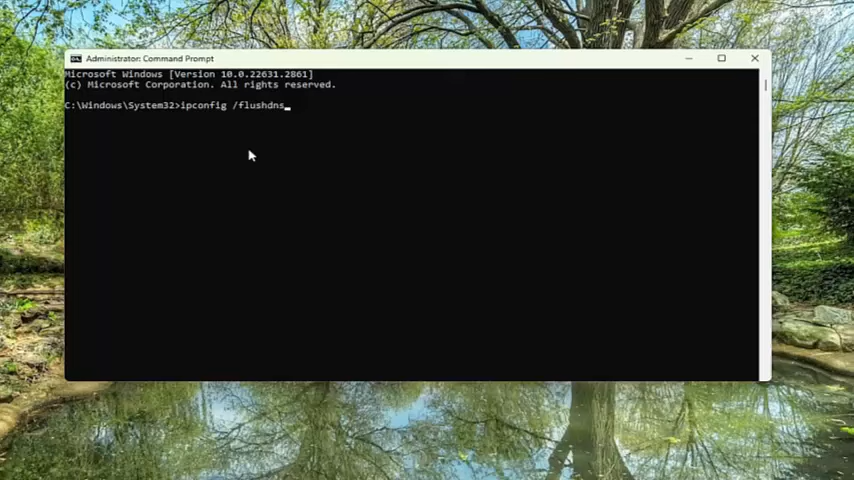 Administrator: Command Prompt
Microsoft Windows [Version 10.0.22631.2861]
(c) Microsoft Corporation. All rights reserved.
C:\Windows\System32>ipconfig /flushdns